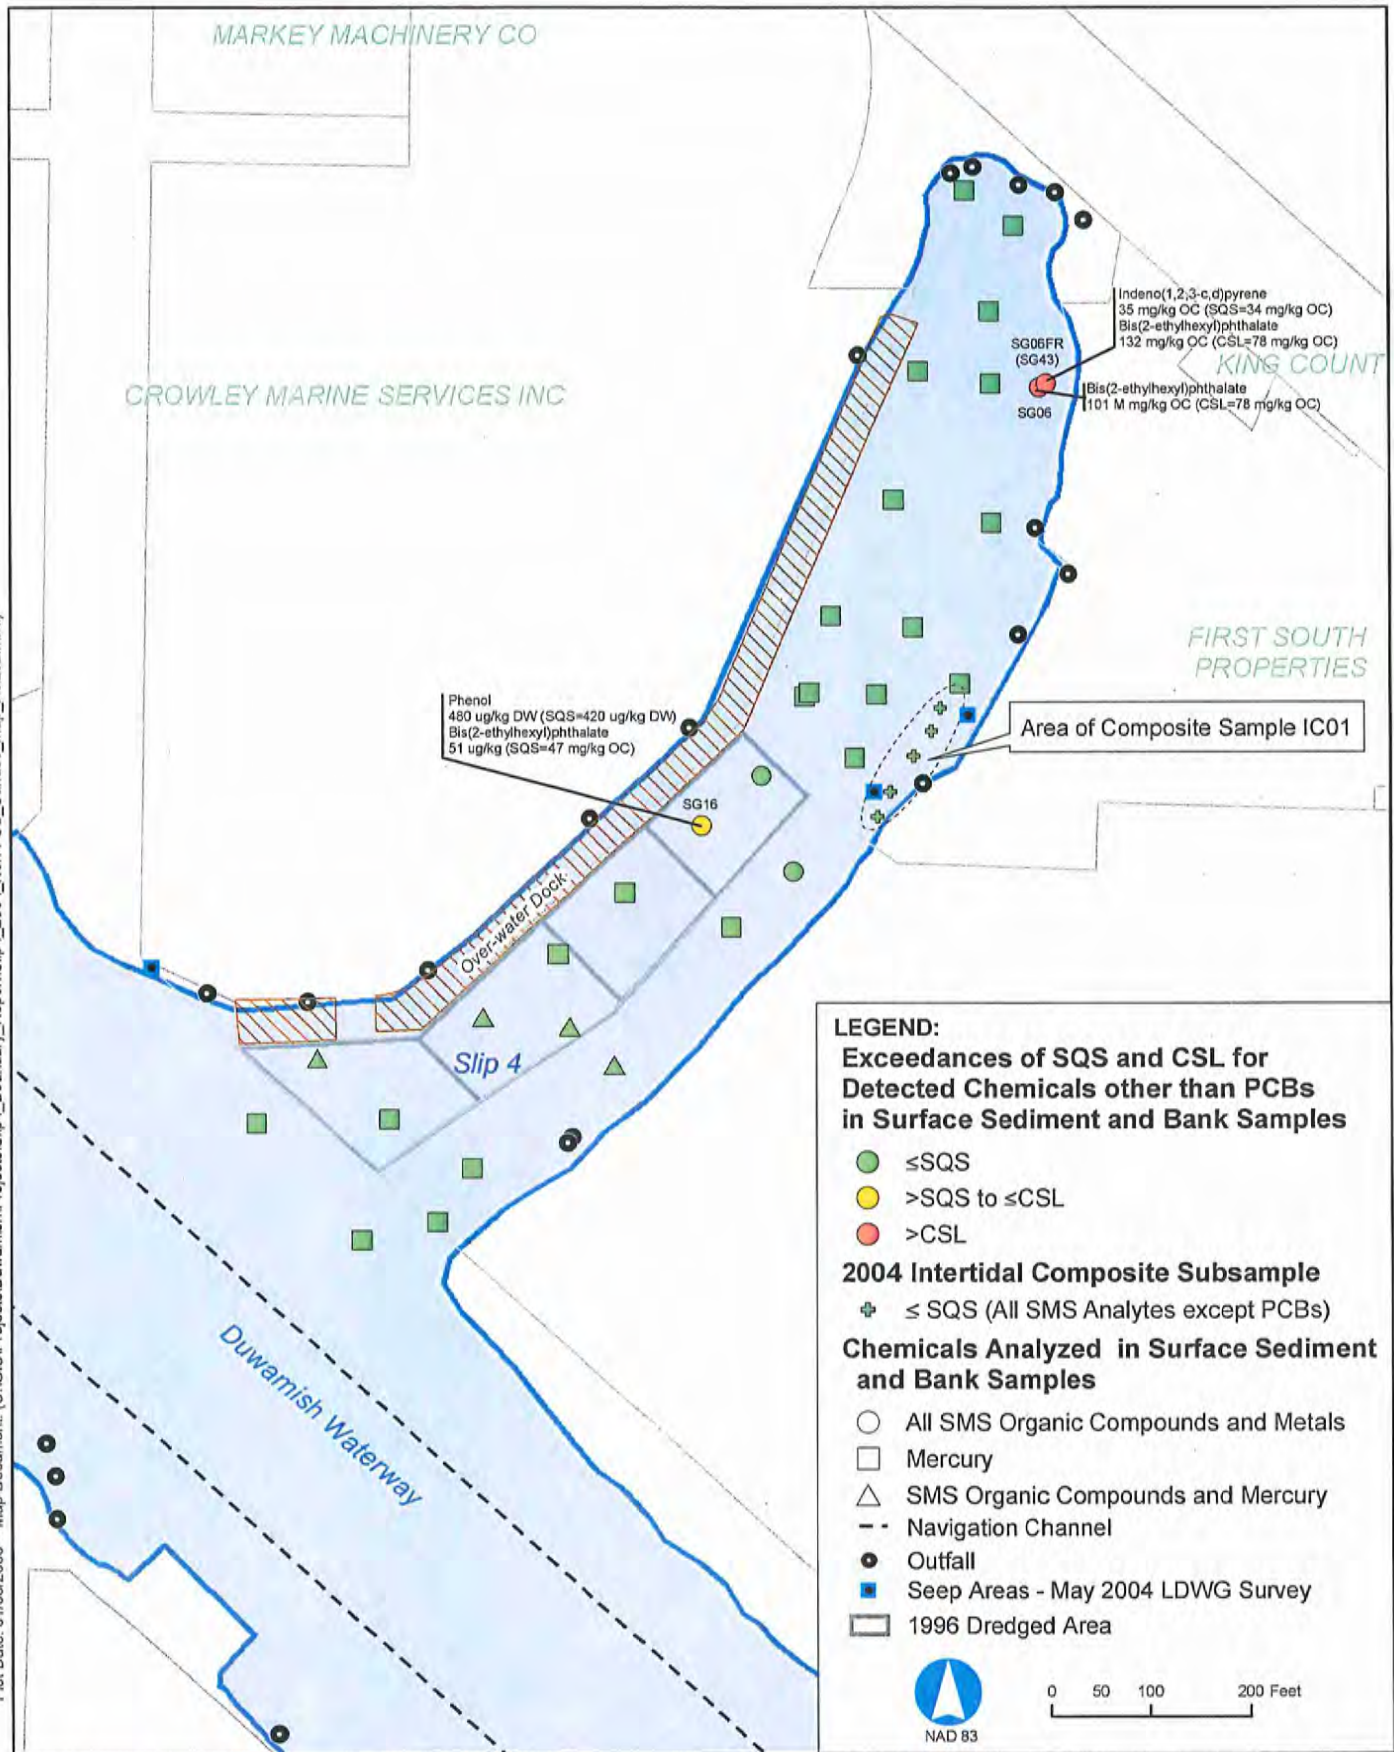 MARKEY MACHINERY CO
Indeno(1,2,3-c,d)pyrene
35 mg/kg OC (SQS=34 mg/kg OC)
Bis(2-ethylhexyl)phthalate
132 mg/kg OC (CSL=78 mg/kg OC)
SG06FR
(SG43)
KING COUNT
CROWLEY MARINE SERVICES INC
Bis(2-ethylhexyl)phthalate
101 M mg/kg OC (CSL=78 mg/kg OC)
SG06
FIRST SOUTH
PROPERTIES
Phenol
480 ug/kg DW (SQS=420 ug/kg DW)
Bis(2-ethylhexyl)phthalate
51 ug/kg (SQS=47 mg/kg OC)
Area of Composite Sample IC01
SG16
Over-water Dock
Slip 4
Duwamish Waterway
LEGEND:
Exceedances of SQS and CSL for
Detected Chemicals other than PCBs
in Surface Sediment and Bank Samples
≤SQS
>SQS to ≤CSL
>CSL
2004 Intertidal Composite Subsample
≤ SQS (All SMS Analytes except PCBs)
Chemicals Analyzed in Surface Sediment
and Bank Samples
All SMS Organic Compounds and Metals
Mercury
SMS Organic Compounds and Mercury
Navigation Channel
Outfall
Seep Areas - May 2004 LDWG Survey
1996 Dredged Area
0 50 100 200 Feet
NAD 83